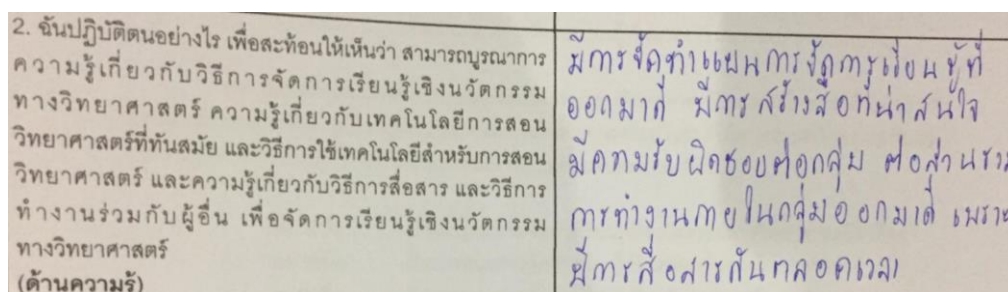 2. ฉันปฏิบัติตนอย่างไร เพื่อสะท้อนให้เห็นว่า สามารถบูรณาการ
ความรู้เกี่ยวกับวิธีการจัดการเรียนรู้เชิงนวัตกรรม
ทางวิทยาศาสตร์ ความรู้เกี่ยวกับเทคโนโลยีการสอน
วิทยาศาสตร์ที่ทันสมัย และวิธีการใช้เทคโนโลยีสำหรับการสอน
วิทยาศาสตร์ และความรู้เกี่ยวกับวิธีการสื่อสาร และวิธีการ
ทำงานร่วมกับผู้อื่น เพื่อจัดการเรียนรู้เชิงนวัตกรรม
ทางวิทยาศาสตร์
(ด้านความรู้)
มีการจัดทำแผนการจัดการเรียนรู้ที่
ออกมาดี มีการสร้างสื่อที่น่าสนใจ
มีความรับผิดชอบต่อกลุ่ม ต่อส่วนรวม
การทำงานภายในกลุ่มออกมาดี เพราะ
มีการสื่อสารกันตลอดเวลา